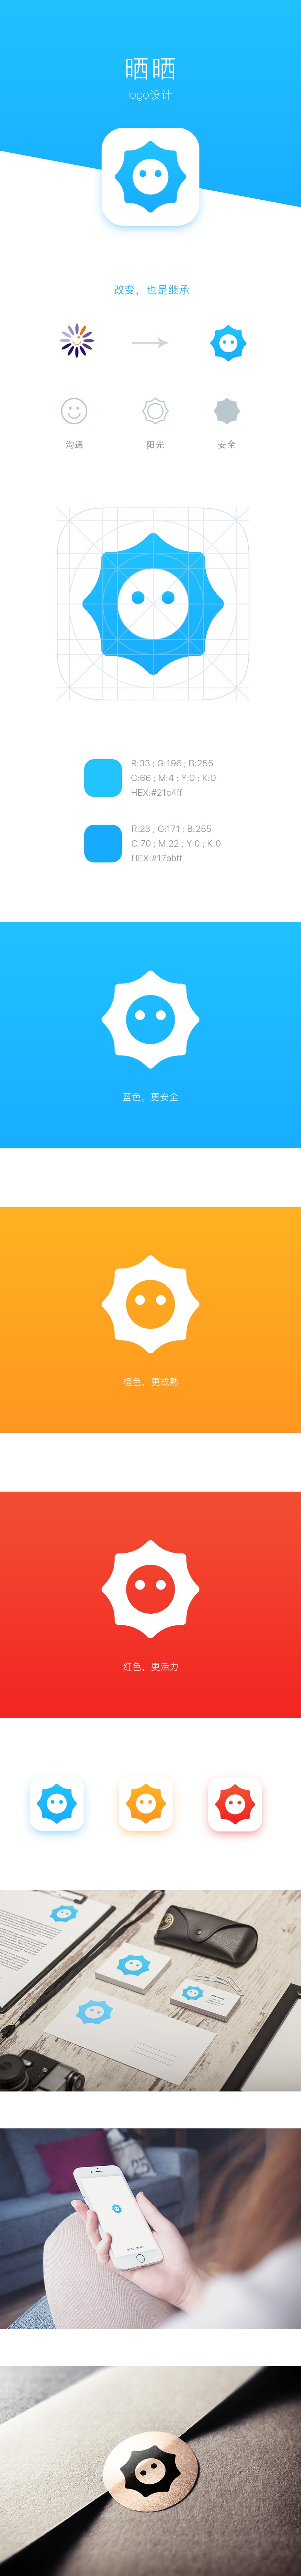 晒晒
logo设计
改变，也是继承
沟通
阳光
安全
R:33 ; G:196 ; B:255
C:66 ; M:4 ; Y:0 ; K:0
HEX:#21c4ff
R:23 ; G:171 ; B:255
C:70 ; M:22 ; Y:0 ; K:0
HEX:#17abff
蓝色，更安全
橙色，更成熟
红色，更活力